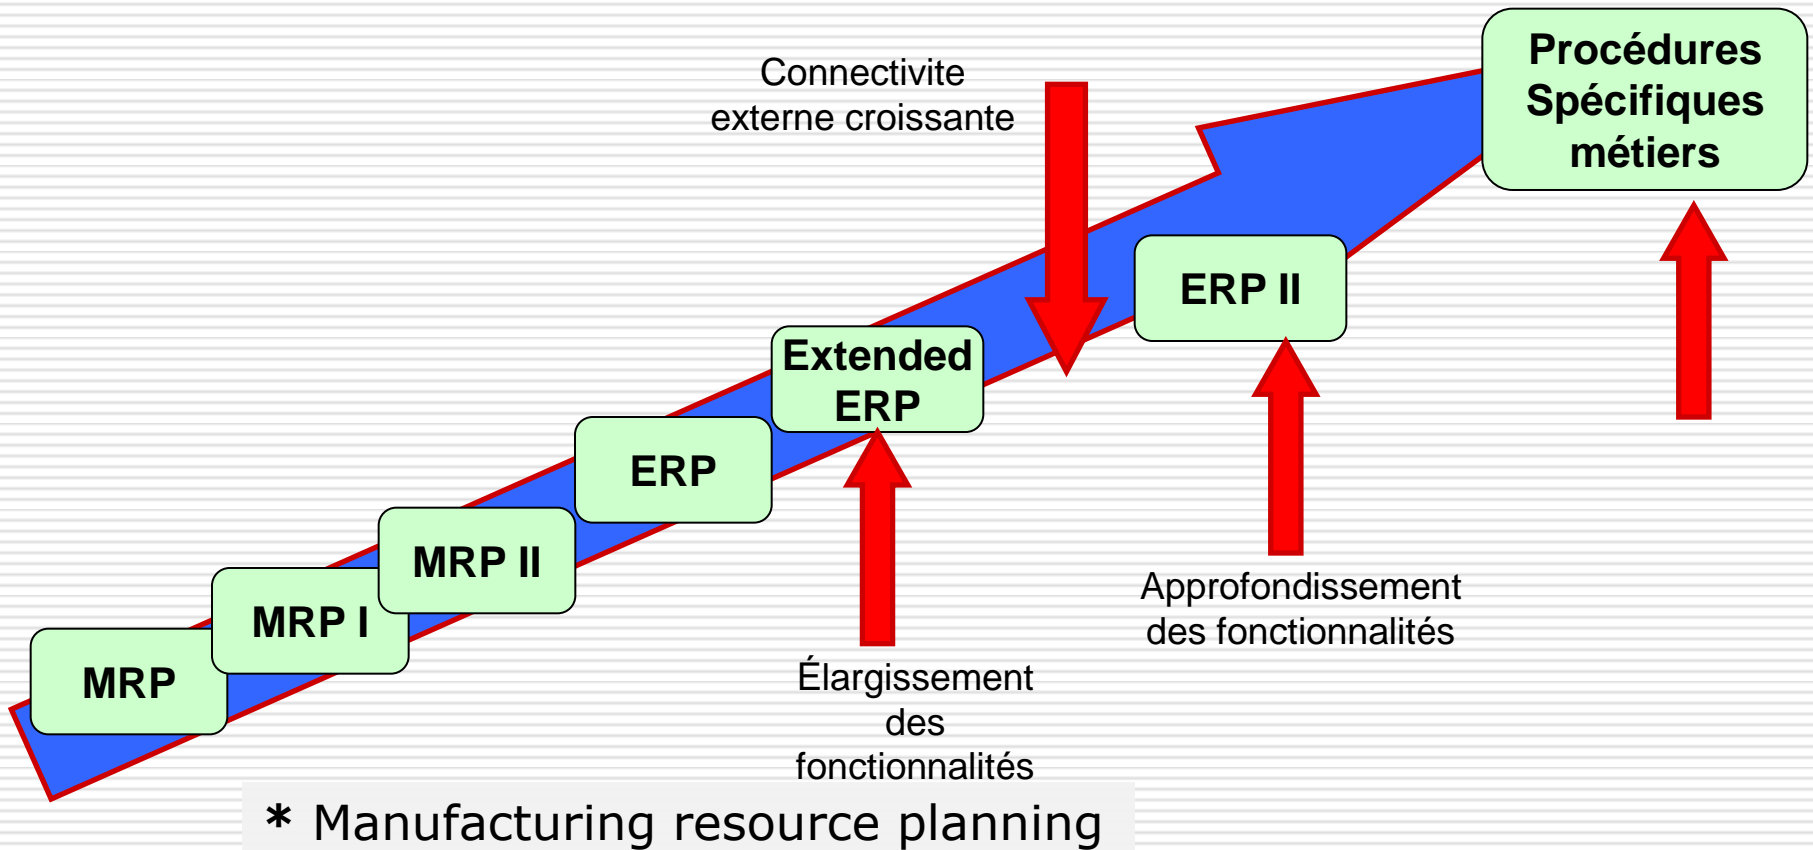 Procédures
Spécifiques
métiers
Connectivite
externe croissante
ERP II
Extended
ERP
ERP
MRP II
MRP I
MRP
Approfondissement
des fonctionnalités
Élargissement
des
fonctionnalités
* Manufacturing resource planning